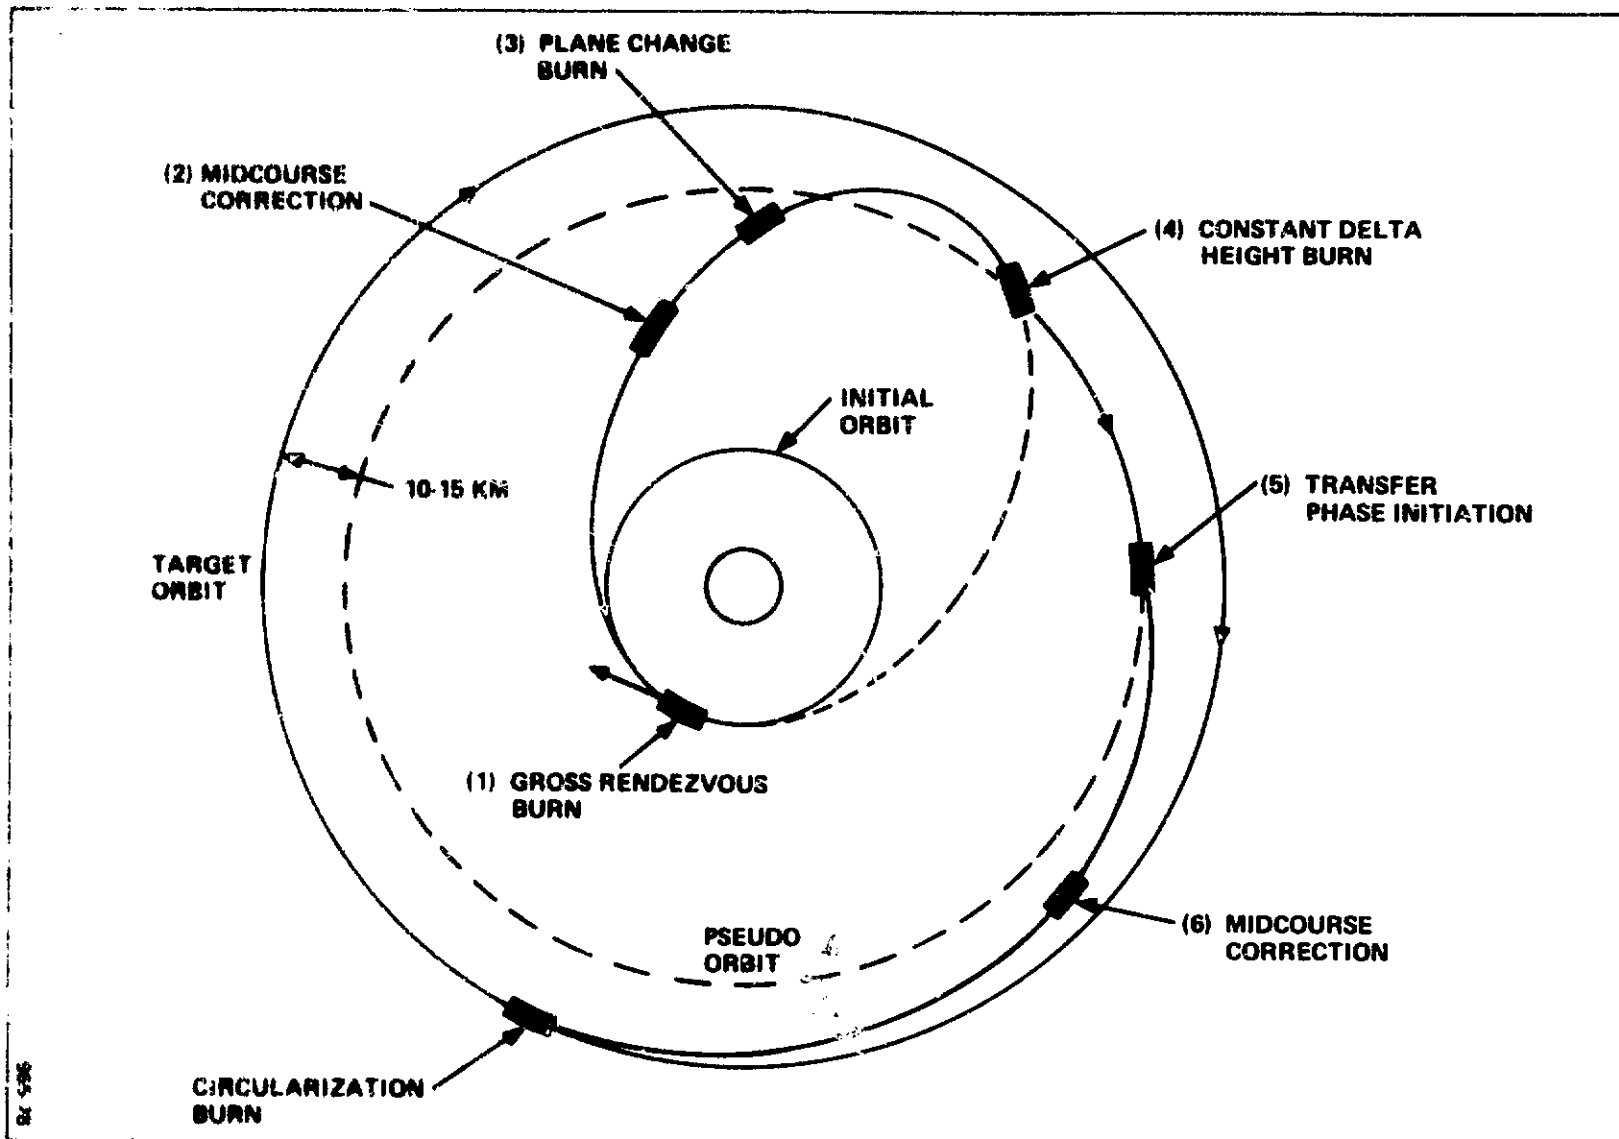 (3) PLANE CHANGE
BURN
(2) MIDCOURSE
CORRECTION
(4) CONSTANT DELTA
HEIGHT BURN
INITIAL
ORBIT
10-15 KM
(5) TRANSFER
PHASE INITIATION
TARGET
ORBIT
(1) GROSS RENDEZVOUS
BURN
PSEUDO
ORBIT
(6) MIDCOURSE
CORRECTION
CIRCULARIZATION
BURN